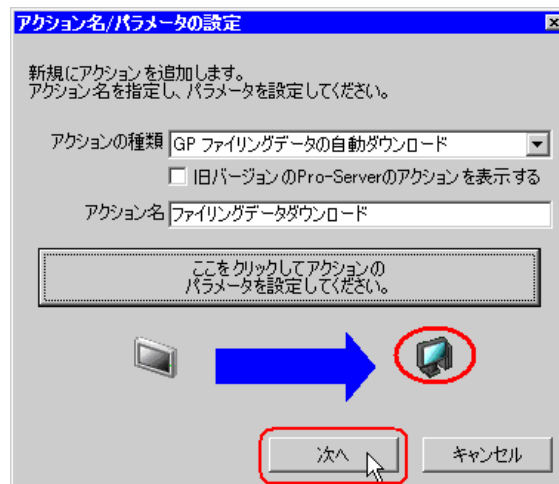 アクション名/パラメータの設定
新規にアクションを追加します。
アクション名を指定し、パラメータを設定してください。
アクションの種類 GP ファイリングデータの自動ダウンロード
旧バージョンのPro-Serverのアクションを表示する
アクション名 ファイリングデータダウンロード
ここをクリックしてアクションの
パラメータを設定してください。
次へ キャンセル